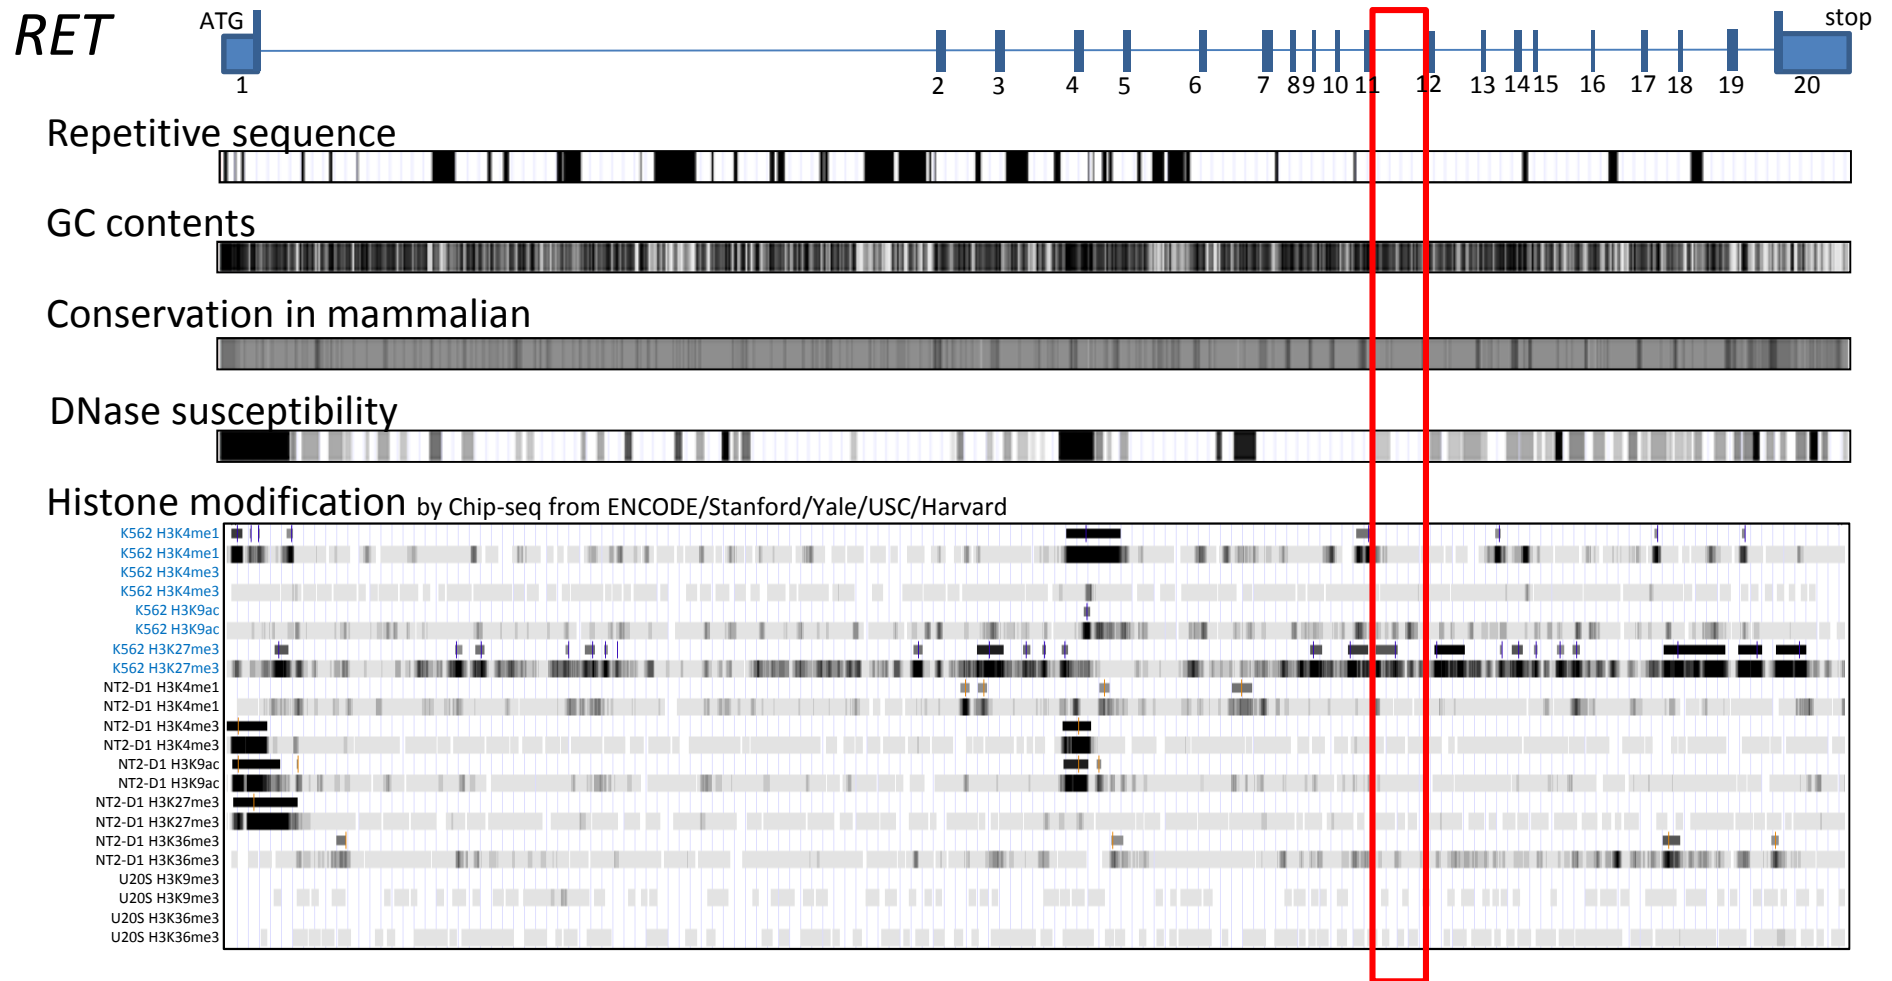 RET
ATG
stop
1 2 3 4 5 6 7 8 9 10 11 12 13 14 15 16 17 18 19 20
Repetitive sequence
GC contents
Conservation in mammalian
DNase susceptibility
Histone modification by Chip-seq from ENCODE/Stanford/Yale/USC/Harvard
K562 H3K4me1
K562 H3K4me1
K562 H3K4me3
K562 H3K4me3
K562 H3K9ac
K562 H3K9ac
K562 H3K27me3
K562 H3K27me3
NT2-D1 H3K4me1
NT2-D1 H3K4me1
NT2-D1 H3K4me3
NT2-D1 H3K4me3
NT2-D1 H3K9ac
NT2-D1 H3K9ac
NT2-D1 H3K27me3
NT2-D1 H3K27me3
NT2-D1 H3K36me3
NT2-D1 H3K36me3
U20S H3K9me3
U20S H3K9me3
U20S H3K36me3
U20S H3K36me3